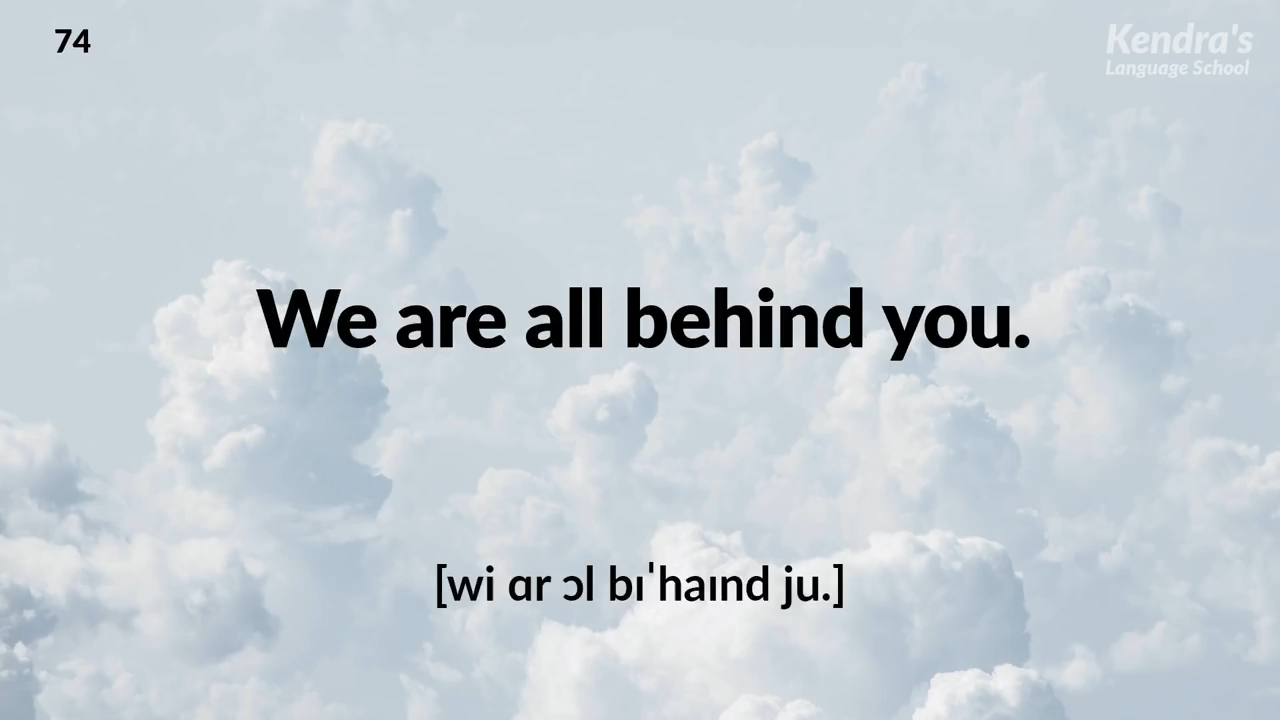 74
Kendra's
Language School
We are all behind you.
[wi ɑr ɔl bɪˈhaɪnd ju.]